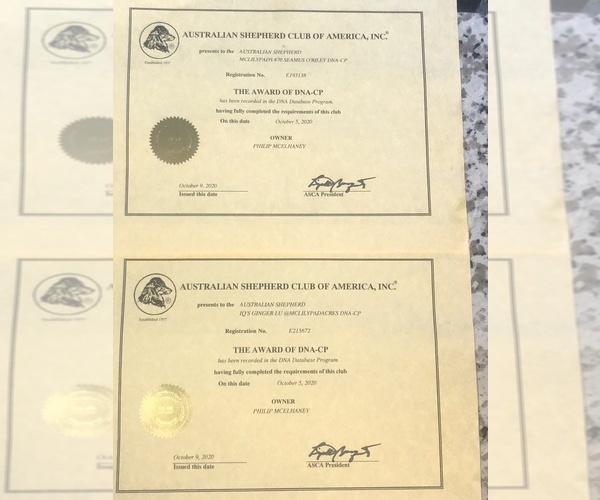 AUSTRALIAN SHEPHERD CLUB OF AMERICA, INC.®
Established 1957
presents to the AUSTRALIAN SHEPHERD
MCLILYPADS #70 SEAMUS O'RILEY DNA-CP
Registration No. E193138
THE AWARD OF DNA-CP
has been recorded in the DNA Database Program.
having fully completed the requirements of this club
On this date October 5, 2020
OWNER
PHILIP MCELHANEY
October 9, 2020
Issued this date ASCA President
AUSTRALIAN SHEPHERD CLUB OF AMERICA, INC.®
Established 1957
presents to the AUSTRALIAN SHEPHERD
IQ'S GINGER LU @MCLILYPADACRES DNA-CP
Registration No. E215672
THE AWARD OF DNA-CP
has been recorded in the DNA Database Program.
having fully completed the requirements of this club
On this date October 5, 2020
OWNER
PHILIP MCELHANEY
October 9, 2020
Issued this date ASCA President